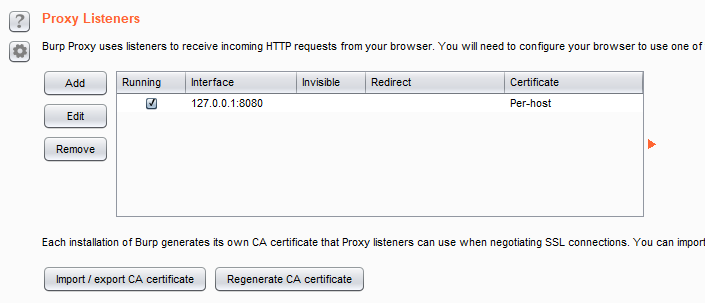 ?
Proxy Listeners
Burp Proxy uses listeners to receive incoming HTTP requests from your browser. You will need to configure your browser to use one of
Add
Running Interface Invisible Redirect Certificate
127.0.0.1:8080 Per-host
Edit
Remove
Each installation of Burp generates its own CA certificate that Proxy listeners can use when negotiating SSL connections. You can import
Import / export CA certificate Regenerate CA certificate